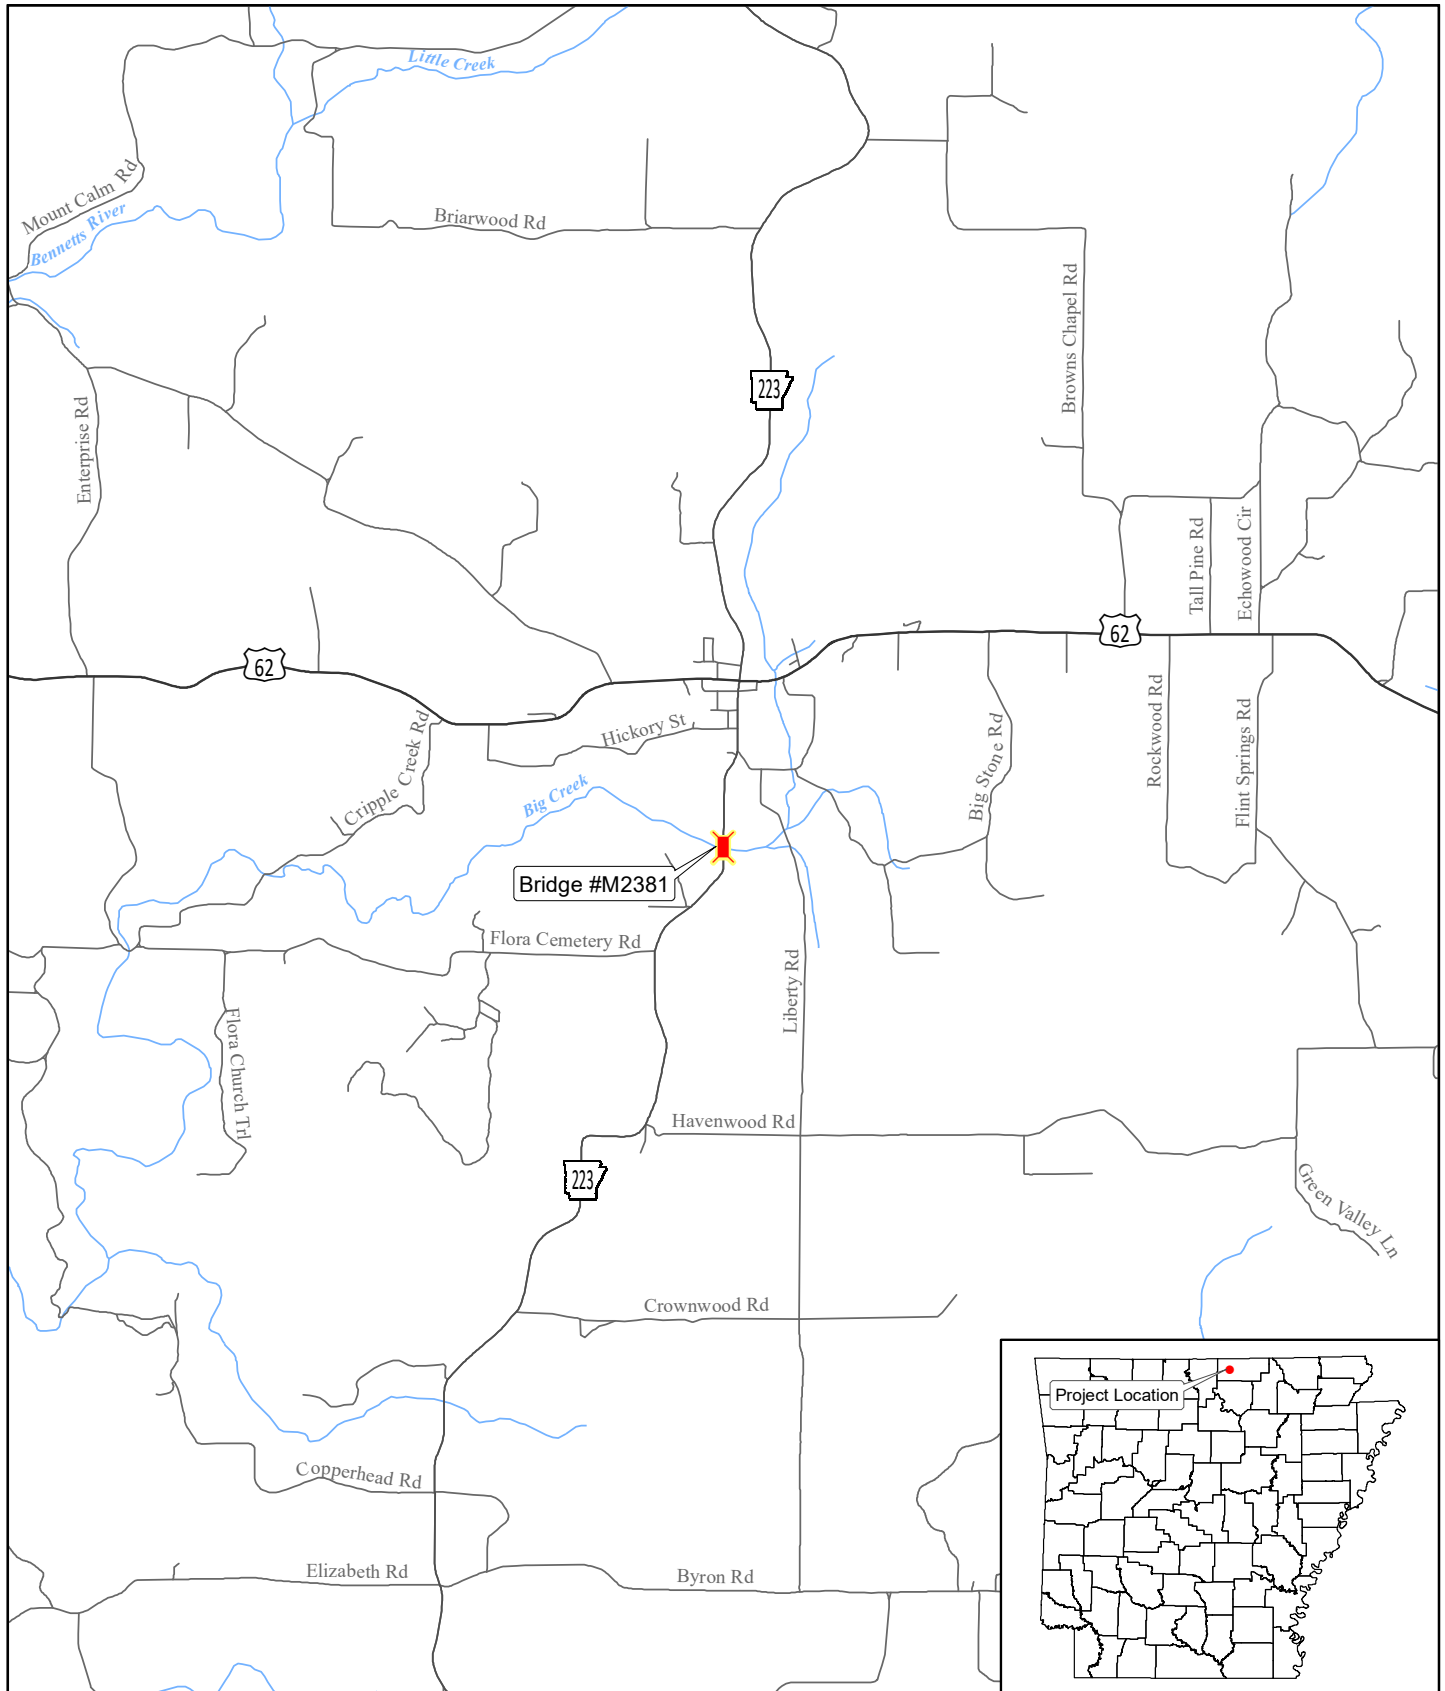 Little Creek
Mount Calm Rd
Bennetts River
Briarwood Rd
Browns Chapel Rd
223
Enterprise Rd
Tall Pine Rd
Echowood Cir
62
62
Hickory St
Cripple Creek Rd
Rockwood Rd
Flint Springs Rd
Big Stone Rd
Big Creek
Bridge #M2381
Flora Cemetery Rd
Liberty Rd
Flora Church Trl
Havenwood Rd
223
Green Valley Ln
Crownwood Rd
Project Location
Copperhead Rd
Elizabeth Rd
Byron Rd